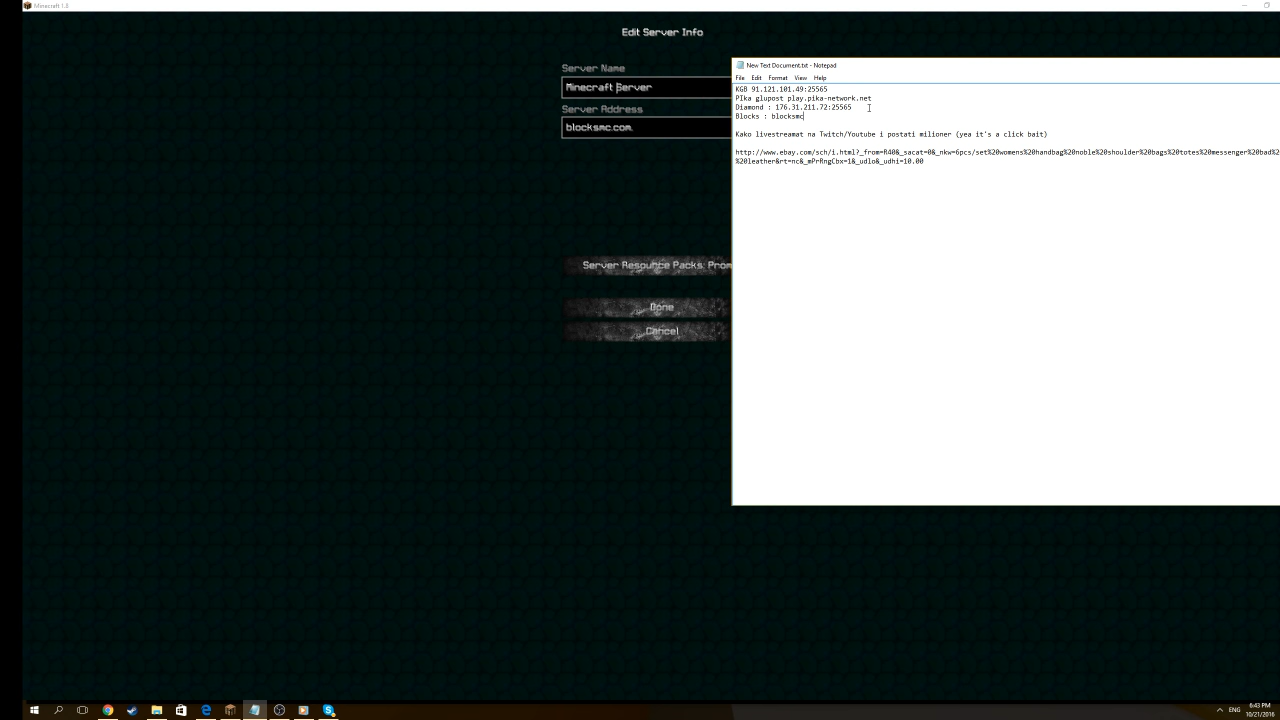 Minecraft 1.8
Edit Server Info
Server Name
Minecraft Server
Server Address
blocksmc.com.
Server Resource Packs: Prom
Done
Cancel
New Text Document.txt - Notepad
File Edit Format View Help
KGB 91.121.101.49:25565
PIka glupost play.pika-network.net
Diamond : 176.31.211.72:25565
Blocks : blocksmc
Kako livestreamat na Twitch/Youtube i postati milioner (yea it's a click bait)
http://www.ebay.com/sch/i.html?_from=R40&_sacat=0&_nkw=6pcs/set%20womens%20handbag%20noble%20shoulder%20bags%20totes%20messenger%20bad%2
%20leather&rt=nc&_mPrRngCbx=1&_udlo&_udhi=10.00
ENG
6:43 PM
10/21/2016